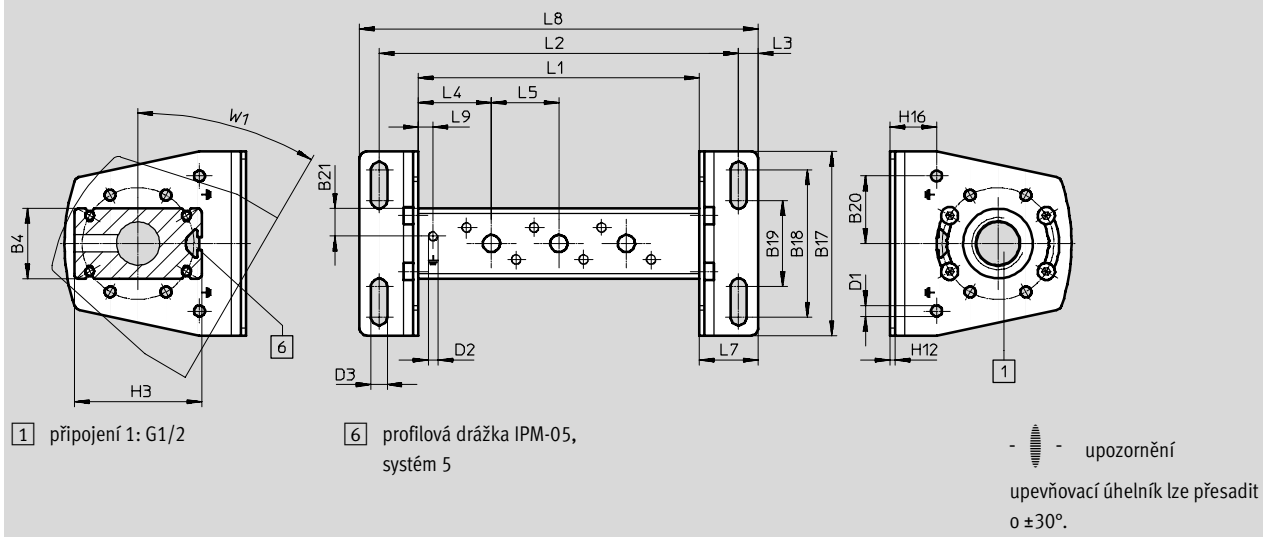 L8
L2
L3
L1
L4
L5
W1
L9
H16
B21
B20
B4
B19
B18
B17
D1
6
D2
L7
H12
D3
1
H3
1 připojení 1: G1/2
6 profilová drážka IPM-05,
systém 5
- - upozornění
upevňovací úhelník lze přesadit
o ±30°.